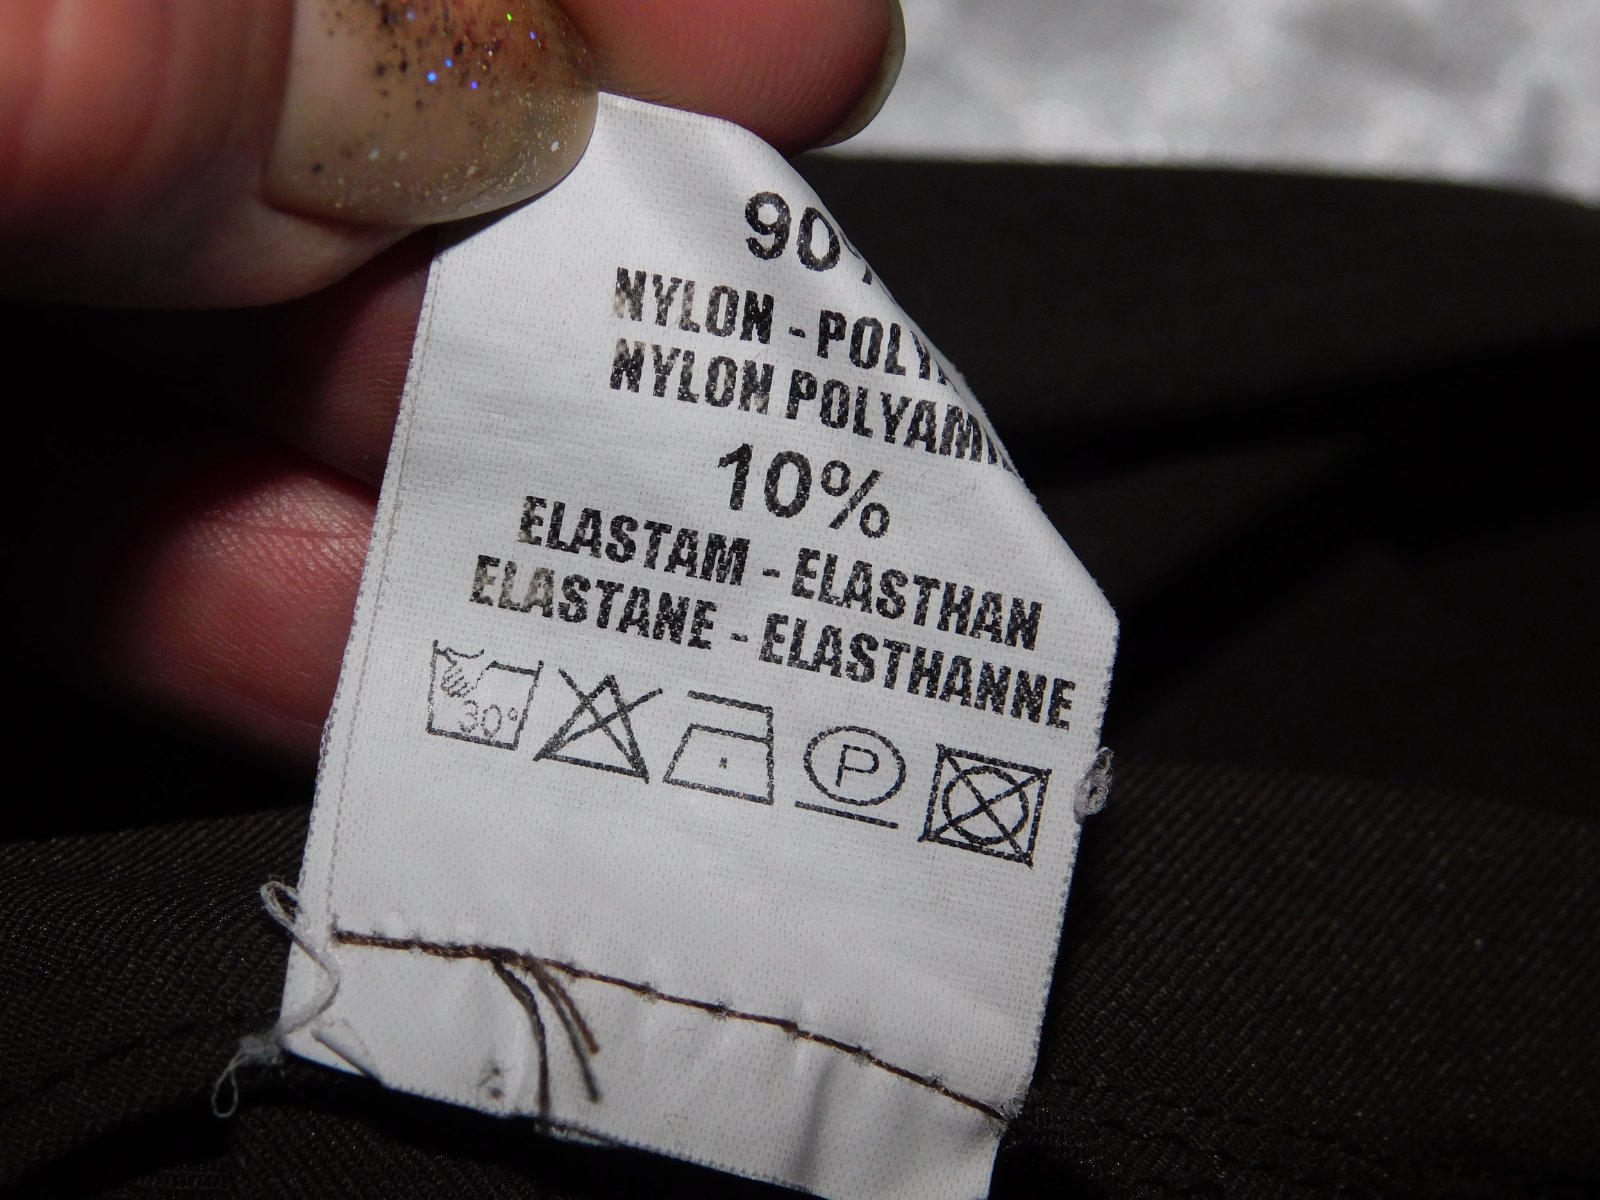 90%
NYLON - POLY
NYLON POLYAM
10%
ELASTAM - ELASTHAN
ELASTANE - ELASTHANNE
30°
P